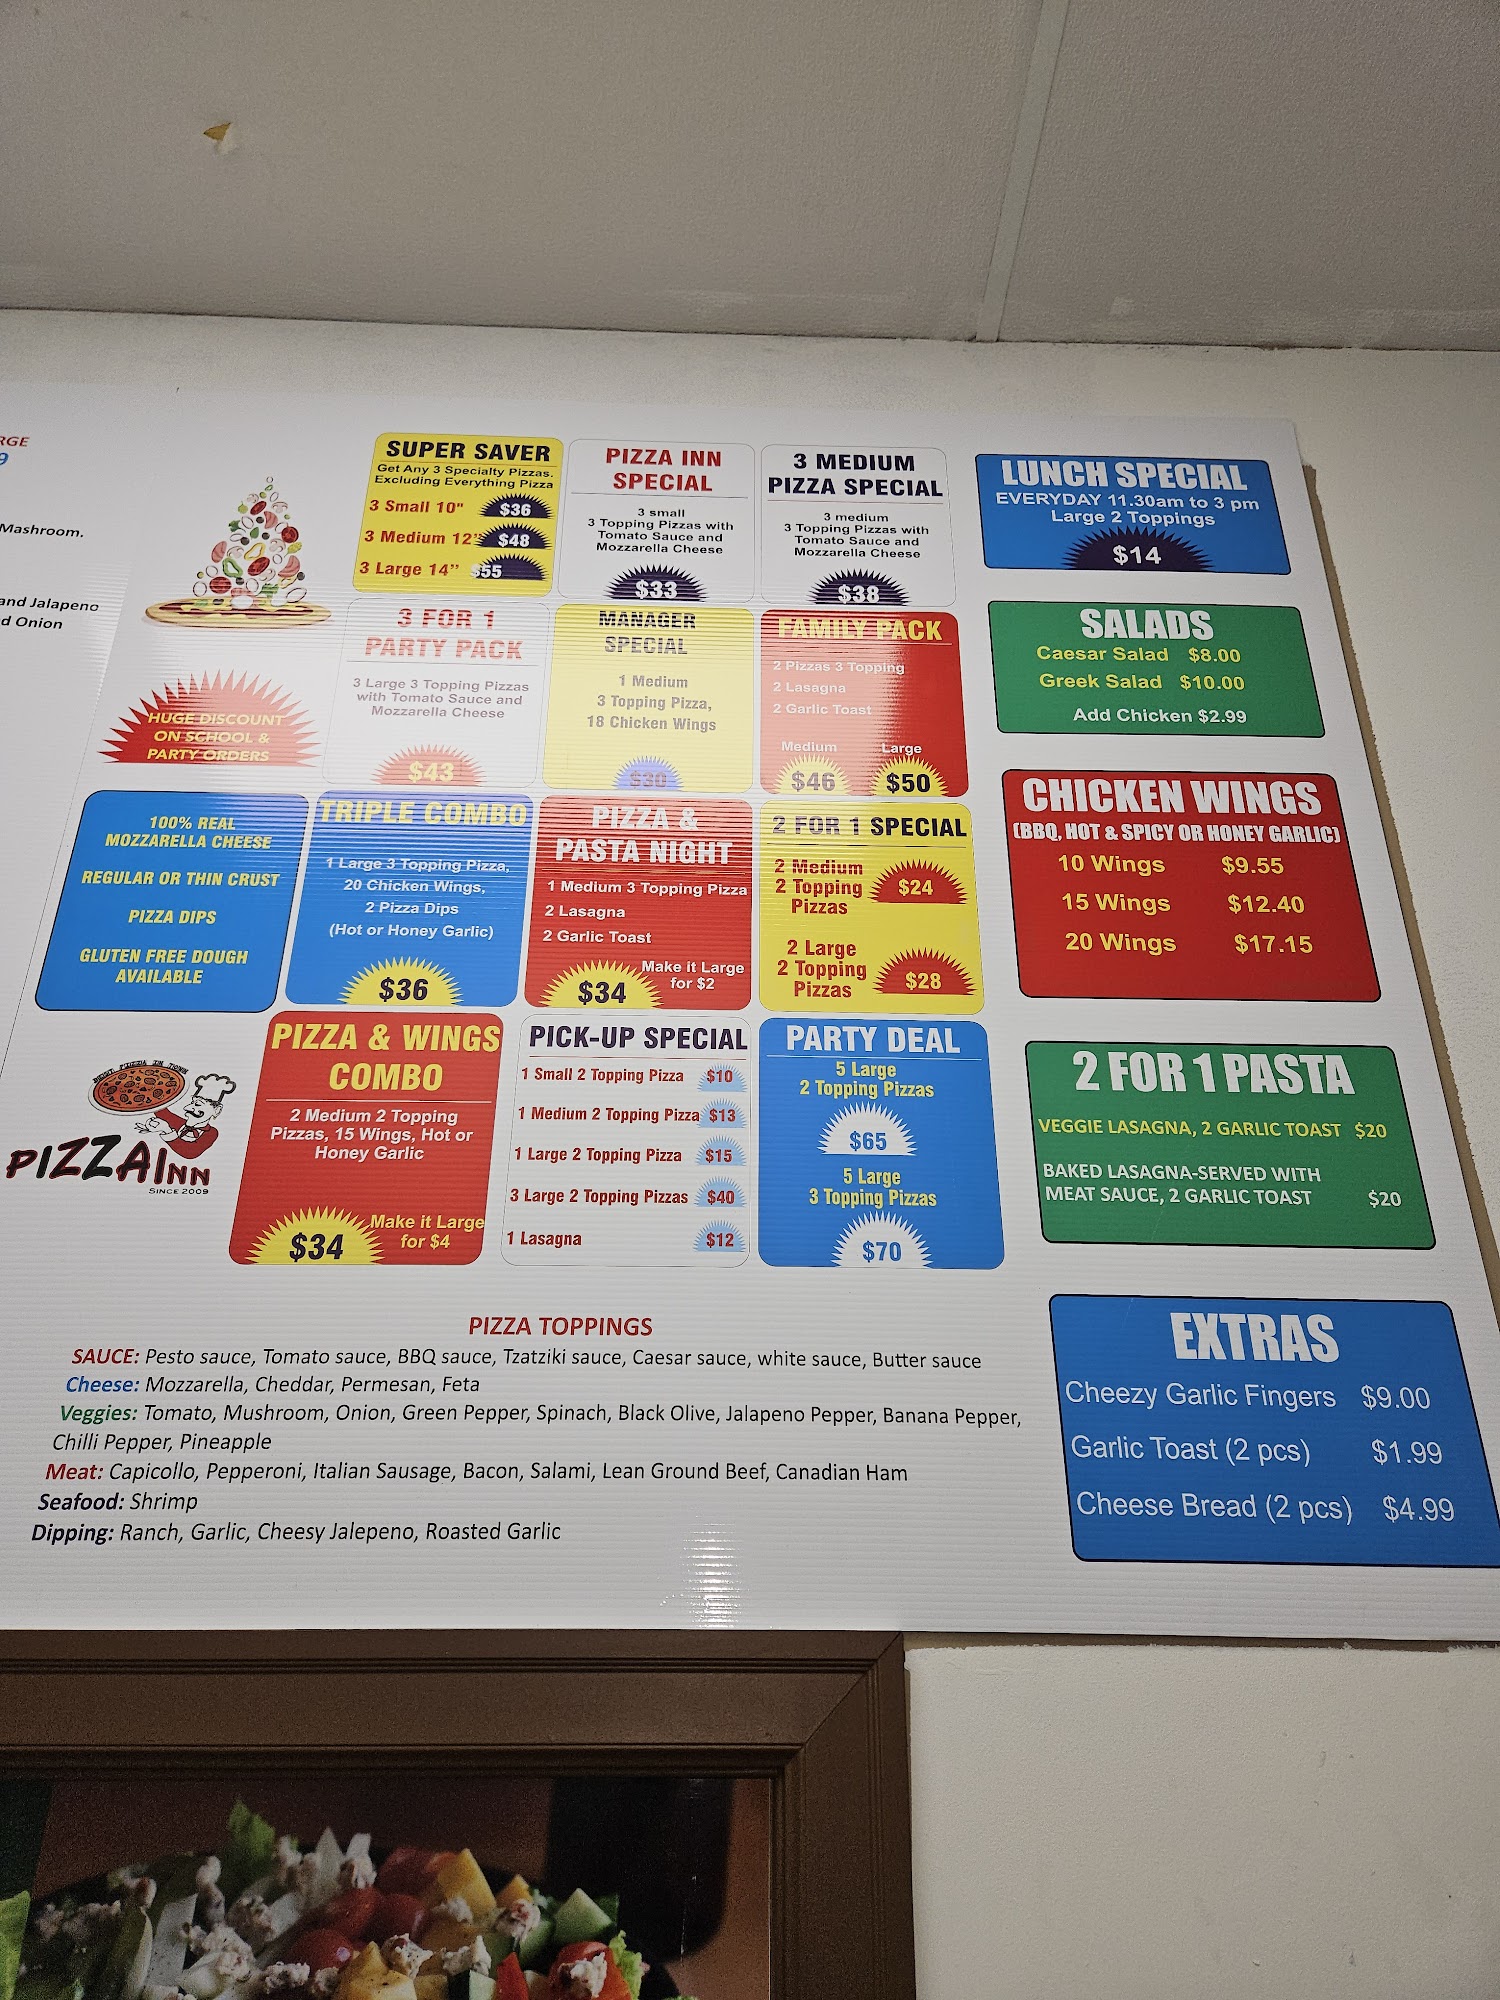 RGE
9
Mashroom.
and Jalapeno
d Onion
SUPER SAVER
Get Any 3 Specialty Pizzas.
Excluding Everything Pizza
3 Small 10" $36
3 Medium 12" $48
3 Large 14" $55
PIZZA INN
SPECIAL
3 small
3 Topping Pizzas with
Tomato Sauce and
Mozzarella Cheese
$33
3 MEDIUM
PIZZA SPECIAL
3 medium
3 Topping Pizzas with
Tomato Sauce and
Mozzarella Cheese
$38
LUNCH SPECIAL
EVERYDAY 11.30am to 3 pm
Large 2 Toppings
$14
HUGE DISCOUNT
ON SCHOOL &
PARTY ORDERS
3 FOR 1
PARTY PACK
3 Large 3 Topping Pizzas
with Tomato Sauce and
Mozzarella Cheese
$43
MANAGER
SPECIAL
1 Medium
3 Topping Pizza,
18 Chicken Wings
$30
FAMILY PACK
2 Pizzas 3 Topping
2 Lasagna
2 Garlic Toast
Medium Large
$46 $50
SALADS
Caesar Salad $8.00
Greek Salad $10.00
Add Chicken $2.99
100% REAL
MOZZARELLA CHEESE
REGULAR OR THIN CRUST
PIZZA DIPS
GLUTEN FREE DOUGH
AVAILABLE
TRIPLE COMBO
1 Large 3 Topping Pizza,
20 Chicken Wings,
2 Pizza Dips
(Hot or Honey Garlic)
$36
PIZZA &
PASTA NIGHT
1 Medium 3 Topping Pizza
2 Lasagna
2 Garlic Toast
Make it Large
for $2
$34
2 FOR 1 SPECIAL
2 Medium
2 Topping
Pizzas
$24
2 Large
2 Topping
Pizzas
$28
CHICKEN WINGS
(BBQ, HOT & SPICY OR HONEY GARLIC)
10 Wings $9.55
15 Wings $12.40
20 Wings $17.15
BEST PIZZA IN TOWN
PIZZA INN
SINCE 2009
PIZZA & WINGS
COMBO
2 Medium 2 Topping
Pizzas, 15 Wings, Hot or
Honey Garlic
Make it Large
for $4
$34
PICK-UP SPECIAL
1 Small 2 Topping Pizza $10
1 Medium 2 Topping Pizza $13
1 Large 2 Topping Pizza $15
3 Large 2 Topping Pizzas $40
1 Lasagna $12
PARTY DEAL
5 Large
2 Topping Pizzas
$65
5 Large
3 Topping Pizzas
$70
2 FOR 1 PASTA
VEGGIE LASAGNA, 2 GARLIC TOAST $20
BAKED LASAGNA-SERVED WITH
MEAT SAUCE, 2 GARLIC TOAST $20
PIZZA TOPPINGS
SAUCE: Pesto sauce, Tomato sauce, BBQ sauce, Tzatziki sauce, Caesar sauce, white sauce, Butter sauce
Cheese: Mozzarella, Cheddar, Permesan, Feta
Veggies: Tomato, Mushroom, Onion, Green Pepper, Spinach, Black Olive, Jalapeno Pepper, Banana Pepper,
Chilli Pepper, Pineapple
Meat: Capicollo, Pepperoni, Italian Sausage, Bacon, Salami, Lean Ground Beef, Canadian Ham
Seafood: Shrimp
Dipping: Ranch, Garlic, Cheesy Jalepeno, Roasted Garlic
EXTRAS
Cheezy Garlic Fingers $9.00
Garlic Toast (2 pcs) $1.99
Cheese Bread (2 pcs) $4.99